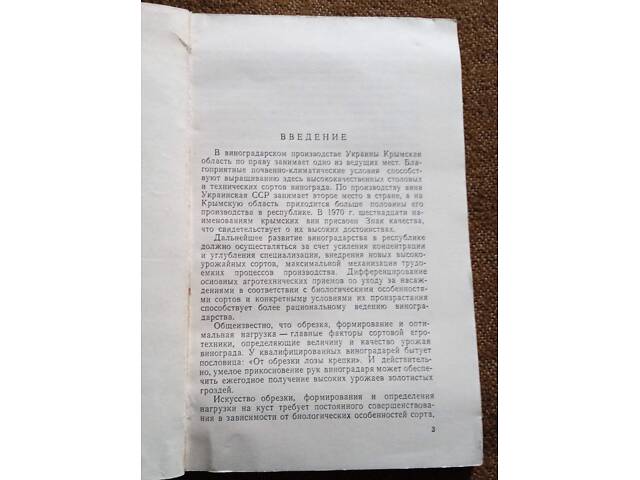 ВВЕДЕНИЕ
В виноградарском производстве Украины Крымская
область по праву занимает одно из ведущих мест. Бла-
гоприятные почвенно-климатические условия способст-
вуют выращиванию здесь высококачественных столовых
и технических сортов винограда. По производству вина
Украинская ССР занимает второе место в стране, а на
Крымскую область приходится больше половины его
производства в республике. В 1970 г. шестнадцати на-
именованиям крымских вин присвоен Знак качества,
что свидетельствует о их высоких достоинствах.
Дальнейшее развитие виноградарства в республике
должно осуществляться за счет усиления концентрации
и углубления специализации, внедрения новых высоко-
урожайных сортов, максимальной механизации трудо-
емких процессов производства. Дифференцирование
основных агротехнических приемов по уходу за насаж-
дениями в соответствии с биологическими особенностя-
ми сортов и конкретными условиями их произрастания
способствует более рациональному ведению виногра-
дарства.
Общеизвестно, что обрезка, формирование и опти-
мальная нагрузка — главные факторы сортовой агро-
техники, определяющие величину и качество урожая
винограда. У квалифицированных виноградарей бытует
пословица: «От обрезки лозы крепки». И действитель-
но, умелое прикосновение рук виноградаря может обеспе-
чить ежегодное получение высоких урожаев золотистых
гроздей.
Искусство обрезки, формирования и определения
нагрузки на куст требует постоянного совершенствова-
ния в зависимости от биологических особенностей сорта,
3